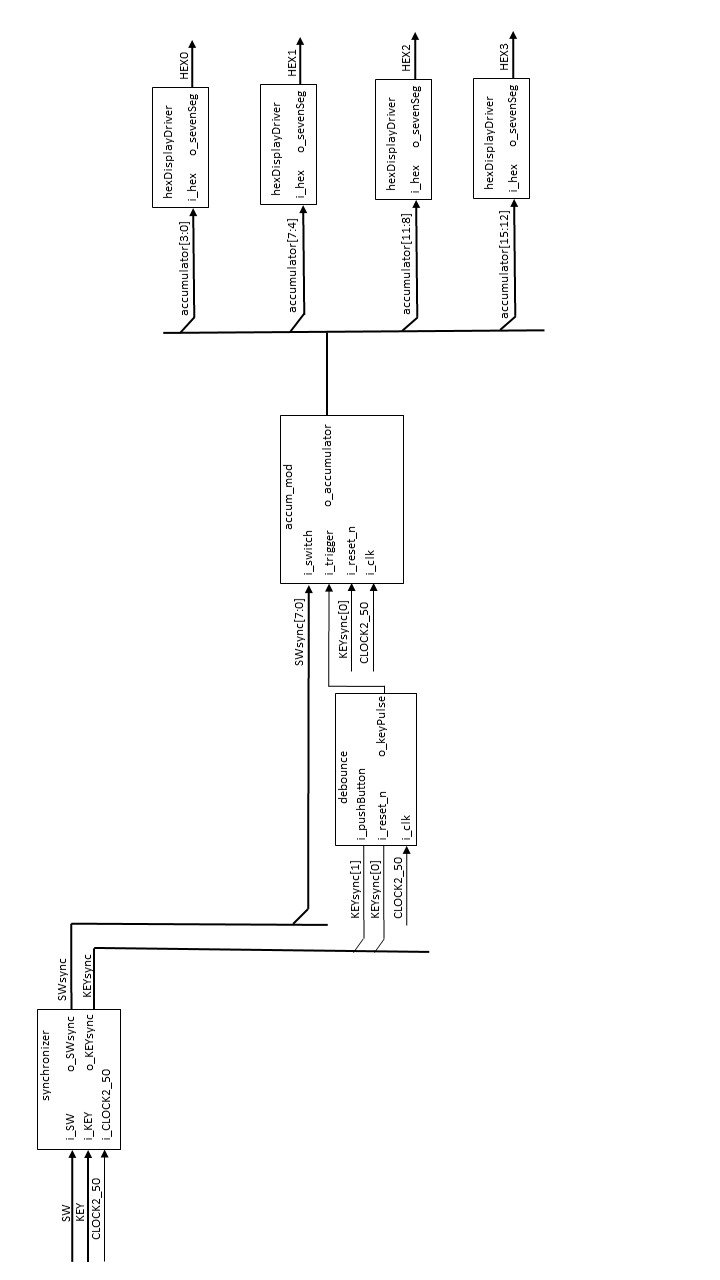 SW
KEY
CLOCK2_50
synchronizer
i_SW
o_SWsync
i_KEY
o_KEYsync
i_CLOCK2_50
SWsync
KEYsync
KEYsync[1]
KEYsync[0]
CLOCK2_50
debounce
i_pushButton
i_reset_n
o_keyPulse
i_clk
SWsync[7:0]
KEYsync[0]
CLOCK2_50
accum_mod
i_switch
i_trigger
o_accumulator
i_reset_n
i_clk
accumulator[3:0]
hexDisplayDriver
i_hex
o_sevenSeg
HEX0
accumulator[7:4]
hexDisplayDriver
i_hex
o_sevenSeg
HEX1
accumulator[11:8]
hexDisplayDriver
i_hex
o_sevenSeg
HEX2
accumulator[15:12]
hexDisplayDriver
i_hex
o_sevenSeg
HEX3